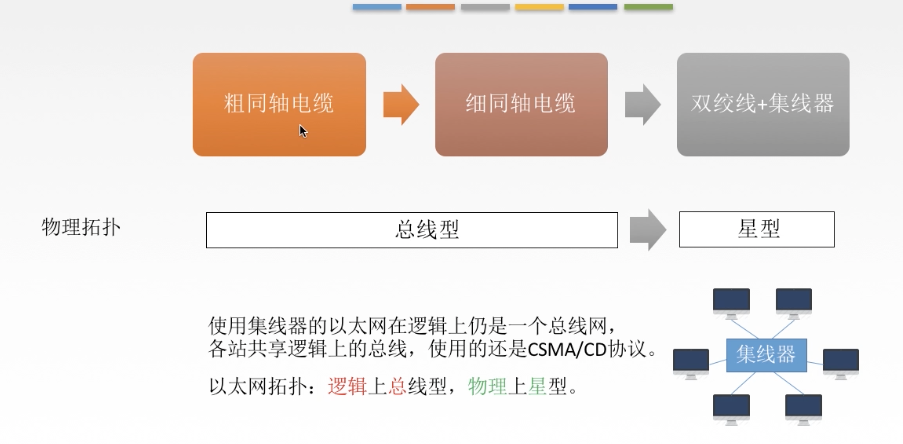 粗同轴电缆
细同轴电缆
双绞线+集线器
物理拓扑
总线型
星型
使用集线器的以太网在逻辑上仍是一个总线网，
各站共享逻辑上的总线，使用的还是CSMA/CD协议。
集线器
以太网拓扑：逻辑上总线型，物理上星型。